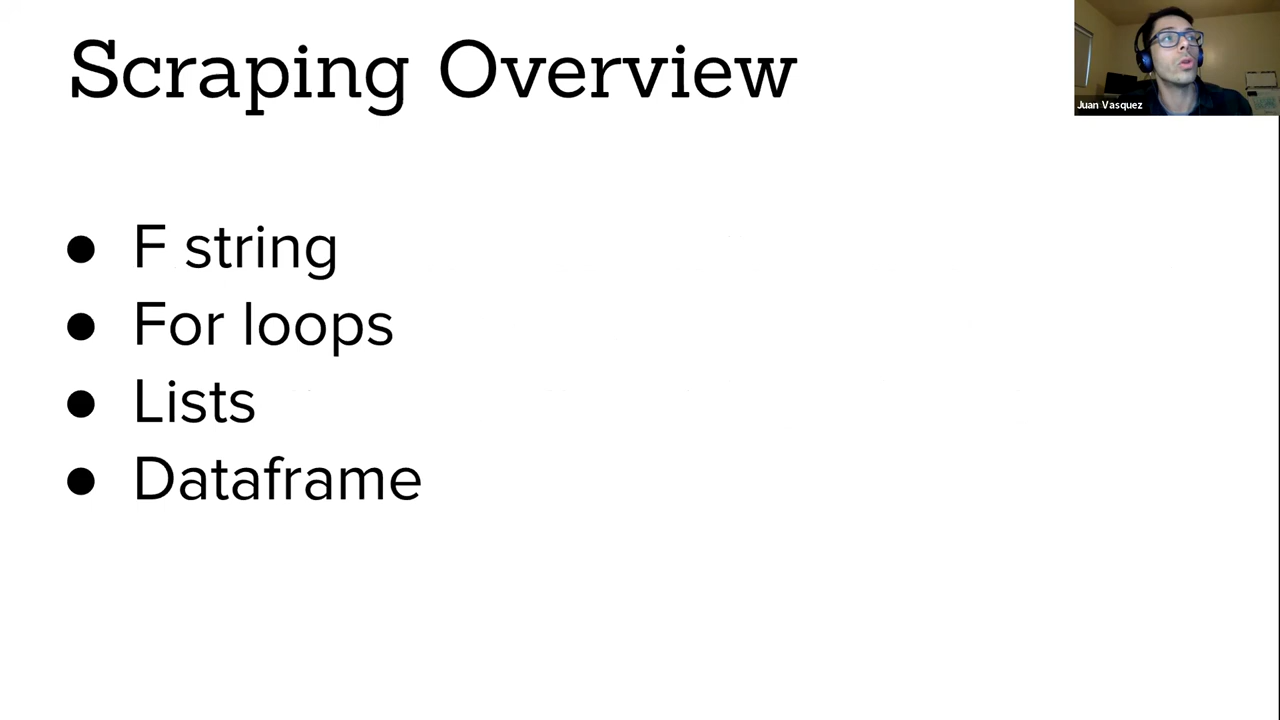 Scraping Overview
Juan Vasquez
● F string
● For loops
● Lists
● Dataframe